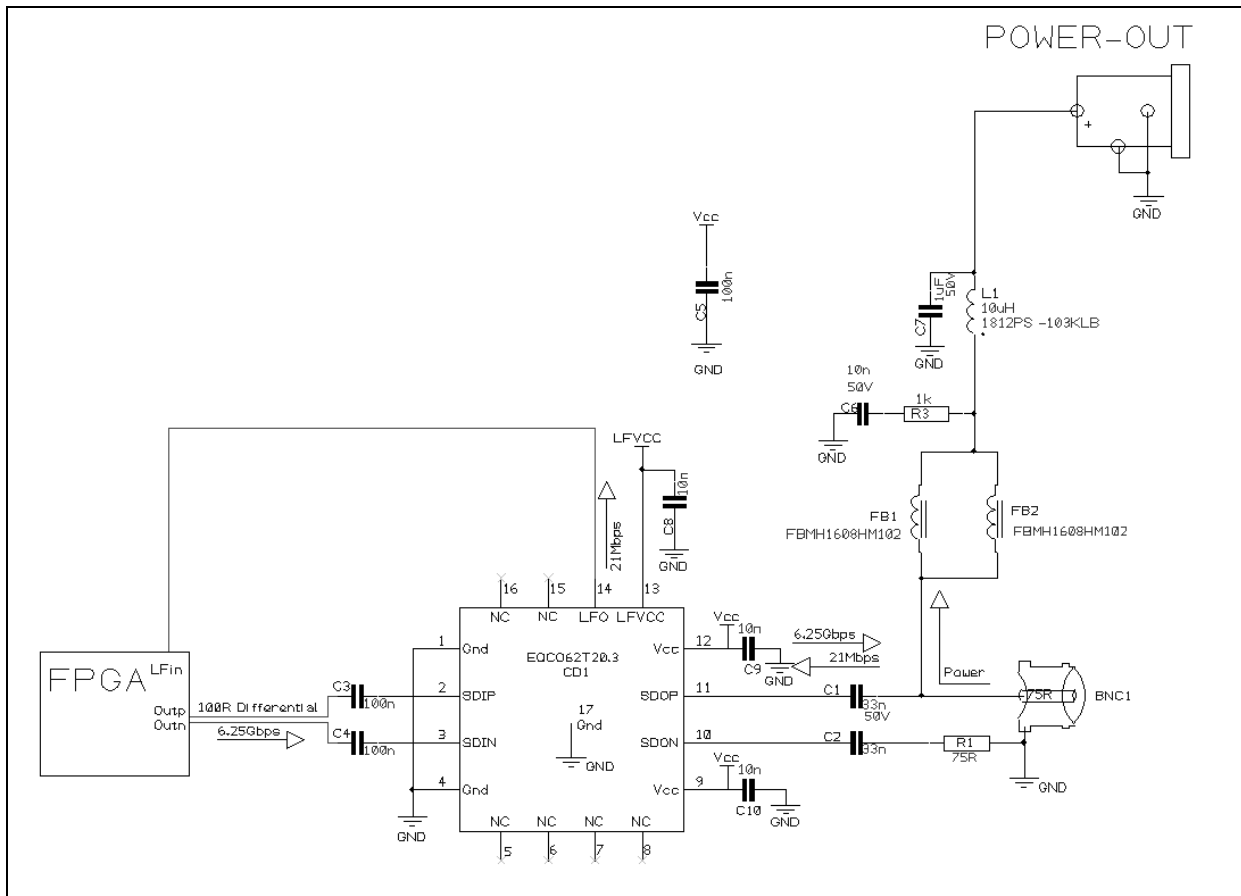 POWER-OUT
+
GND
Vcc
C5
100n
GND
C7
1uF
50V
GND
L1
10uH
1812PS -103KLB
10n
50V
C6
1k
R3
GND
LFVCC
10n
C8
GND
21Mbps
FB1
FBMH1608HM102
FB2
FBMH1608HM102
16
15
14
13
NC
NC
LFO
LFVCC
FPGA
LFin
Outp
Outn
100R Differential
6.25Gbps
C3
100n
C4
100n
1
Gnd
2
SDIP
3
SDIN
4
Gnd
GND
EQCO62T20.3
CD1
17
Gnd
GND
12
Vcc
11
SDOP
10
SDON
9
Vcc
NC
NC
NC
NC
5
6
7
8
Vcc
10n
C9
GND
6.25Gbps
21Mbps
Power
C1
33n
50V
C2
33n
R1
75R
75R
BNC1
GND
Vcc
10n
C10
GND